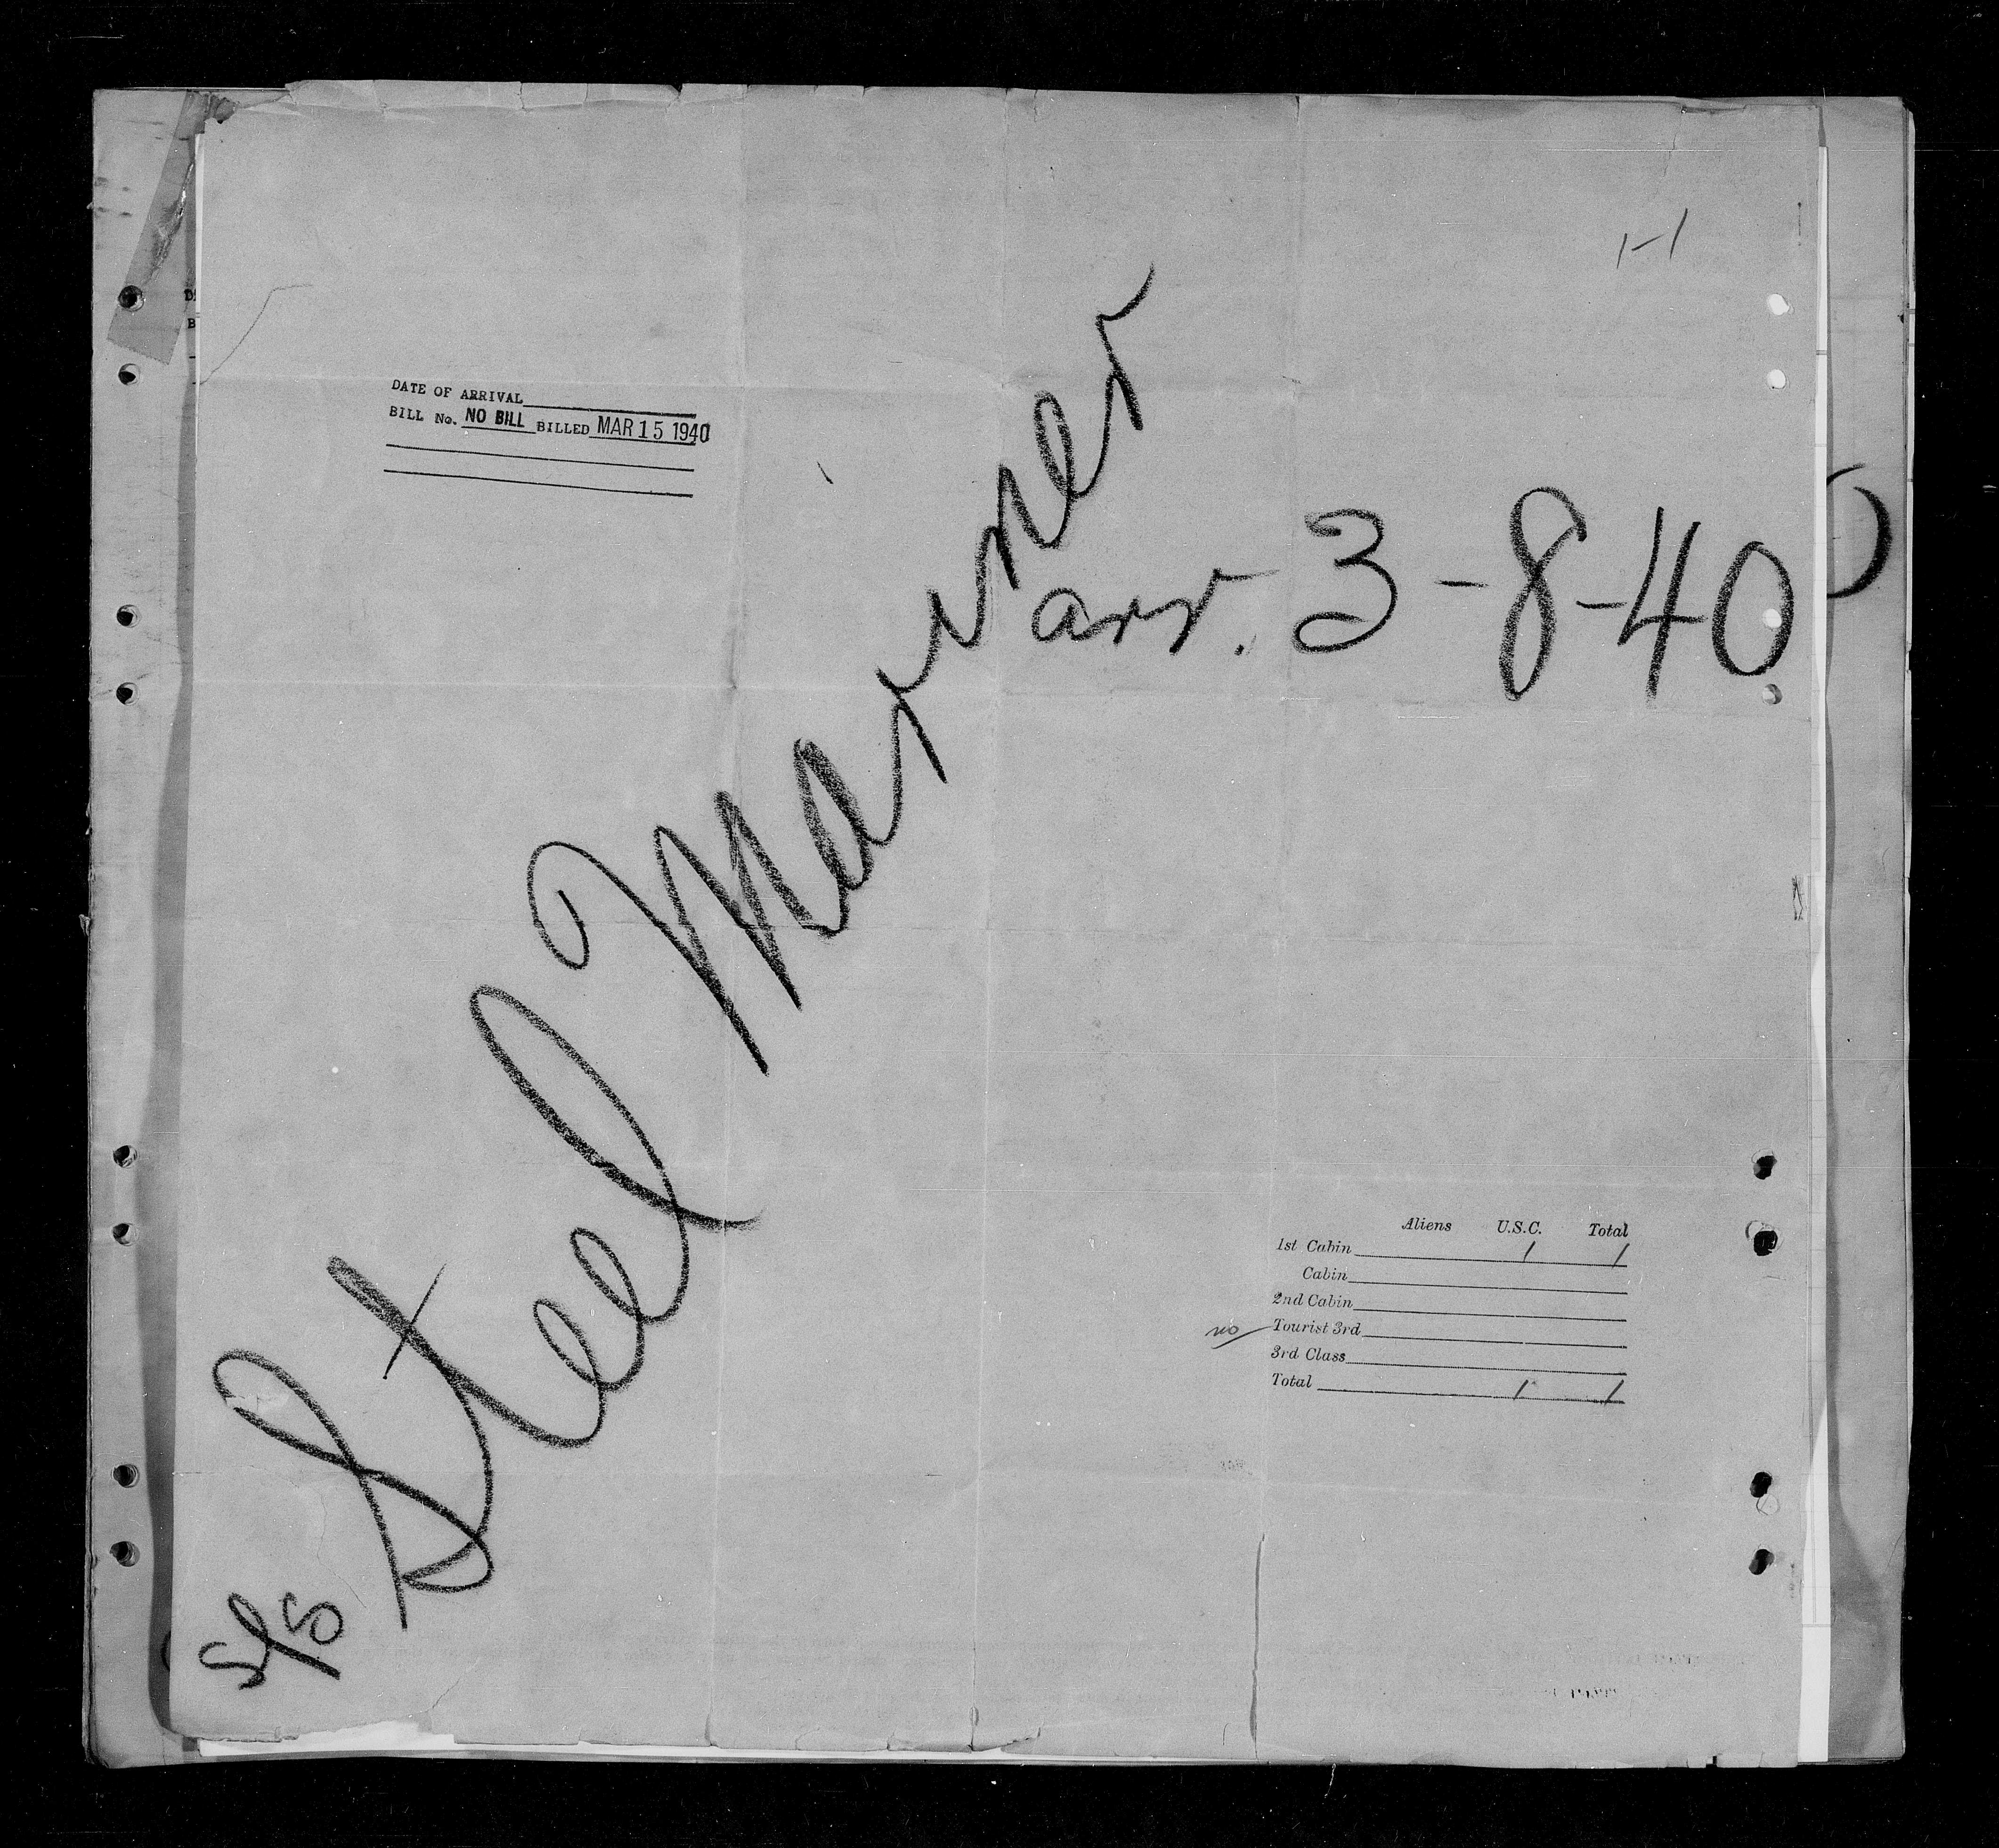 1-1
DATE OF ARRIVAL
BILL No. NO BILL BILLED MAR 15 1940
arr. 3-8-40
S/S Steel Mariner
Aliens U.S.C. Total
1st Cabin 1 1
Cabin
2nd Cabin
no Tourist 3rd
3rd Class
Total 1 1